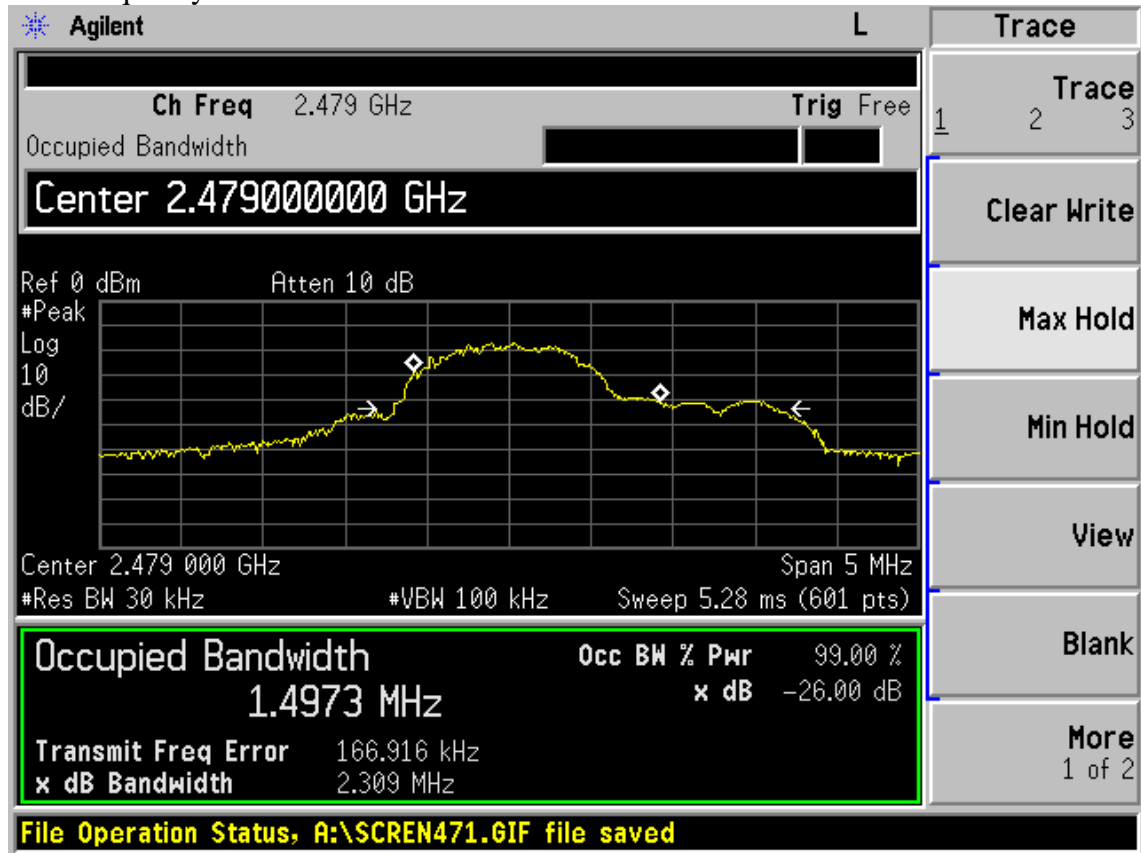 Agilent L Trace
Ch Freq 2.479 GHz Trig Free
Occupied Bandwidth
Center 2.479000000 GHz
Ref 0 dBm Atten 10 dB
#Peak
Log
10
dB/
Center 2.479 000 GHz Span 5 MHz
#Res BW 30 kHz #VBW 100 kHz Sweep 5.28 ms (601 pts)
Occupied Bandwidth Occ BW % Pwr 99.00 %
1.4973 MHz x dB -26.00 dB
Transmit Freq Error 166.916 kHz
x dB Bandwidth 2.309 MHz
File Operation Status, A:\SCREN471.GIF file saved
Trace
1 2 3
Clear Write
Max Hold
Min Hold
View
Blank
More
1 of 2